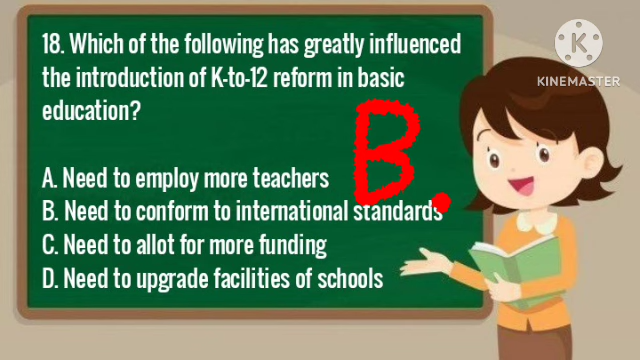 18. Which of the following has greatly influenced
the introduction of K-to-12 reform in basic
education?
B.
A. Need to employ more teachers
B. Need to conform to international standards
C. Need to allot for more funding
D. Need to upgrade facilities of schools
K
KINEMASTER